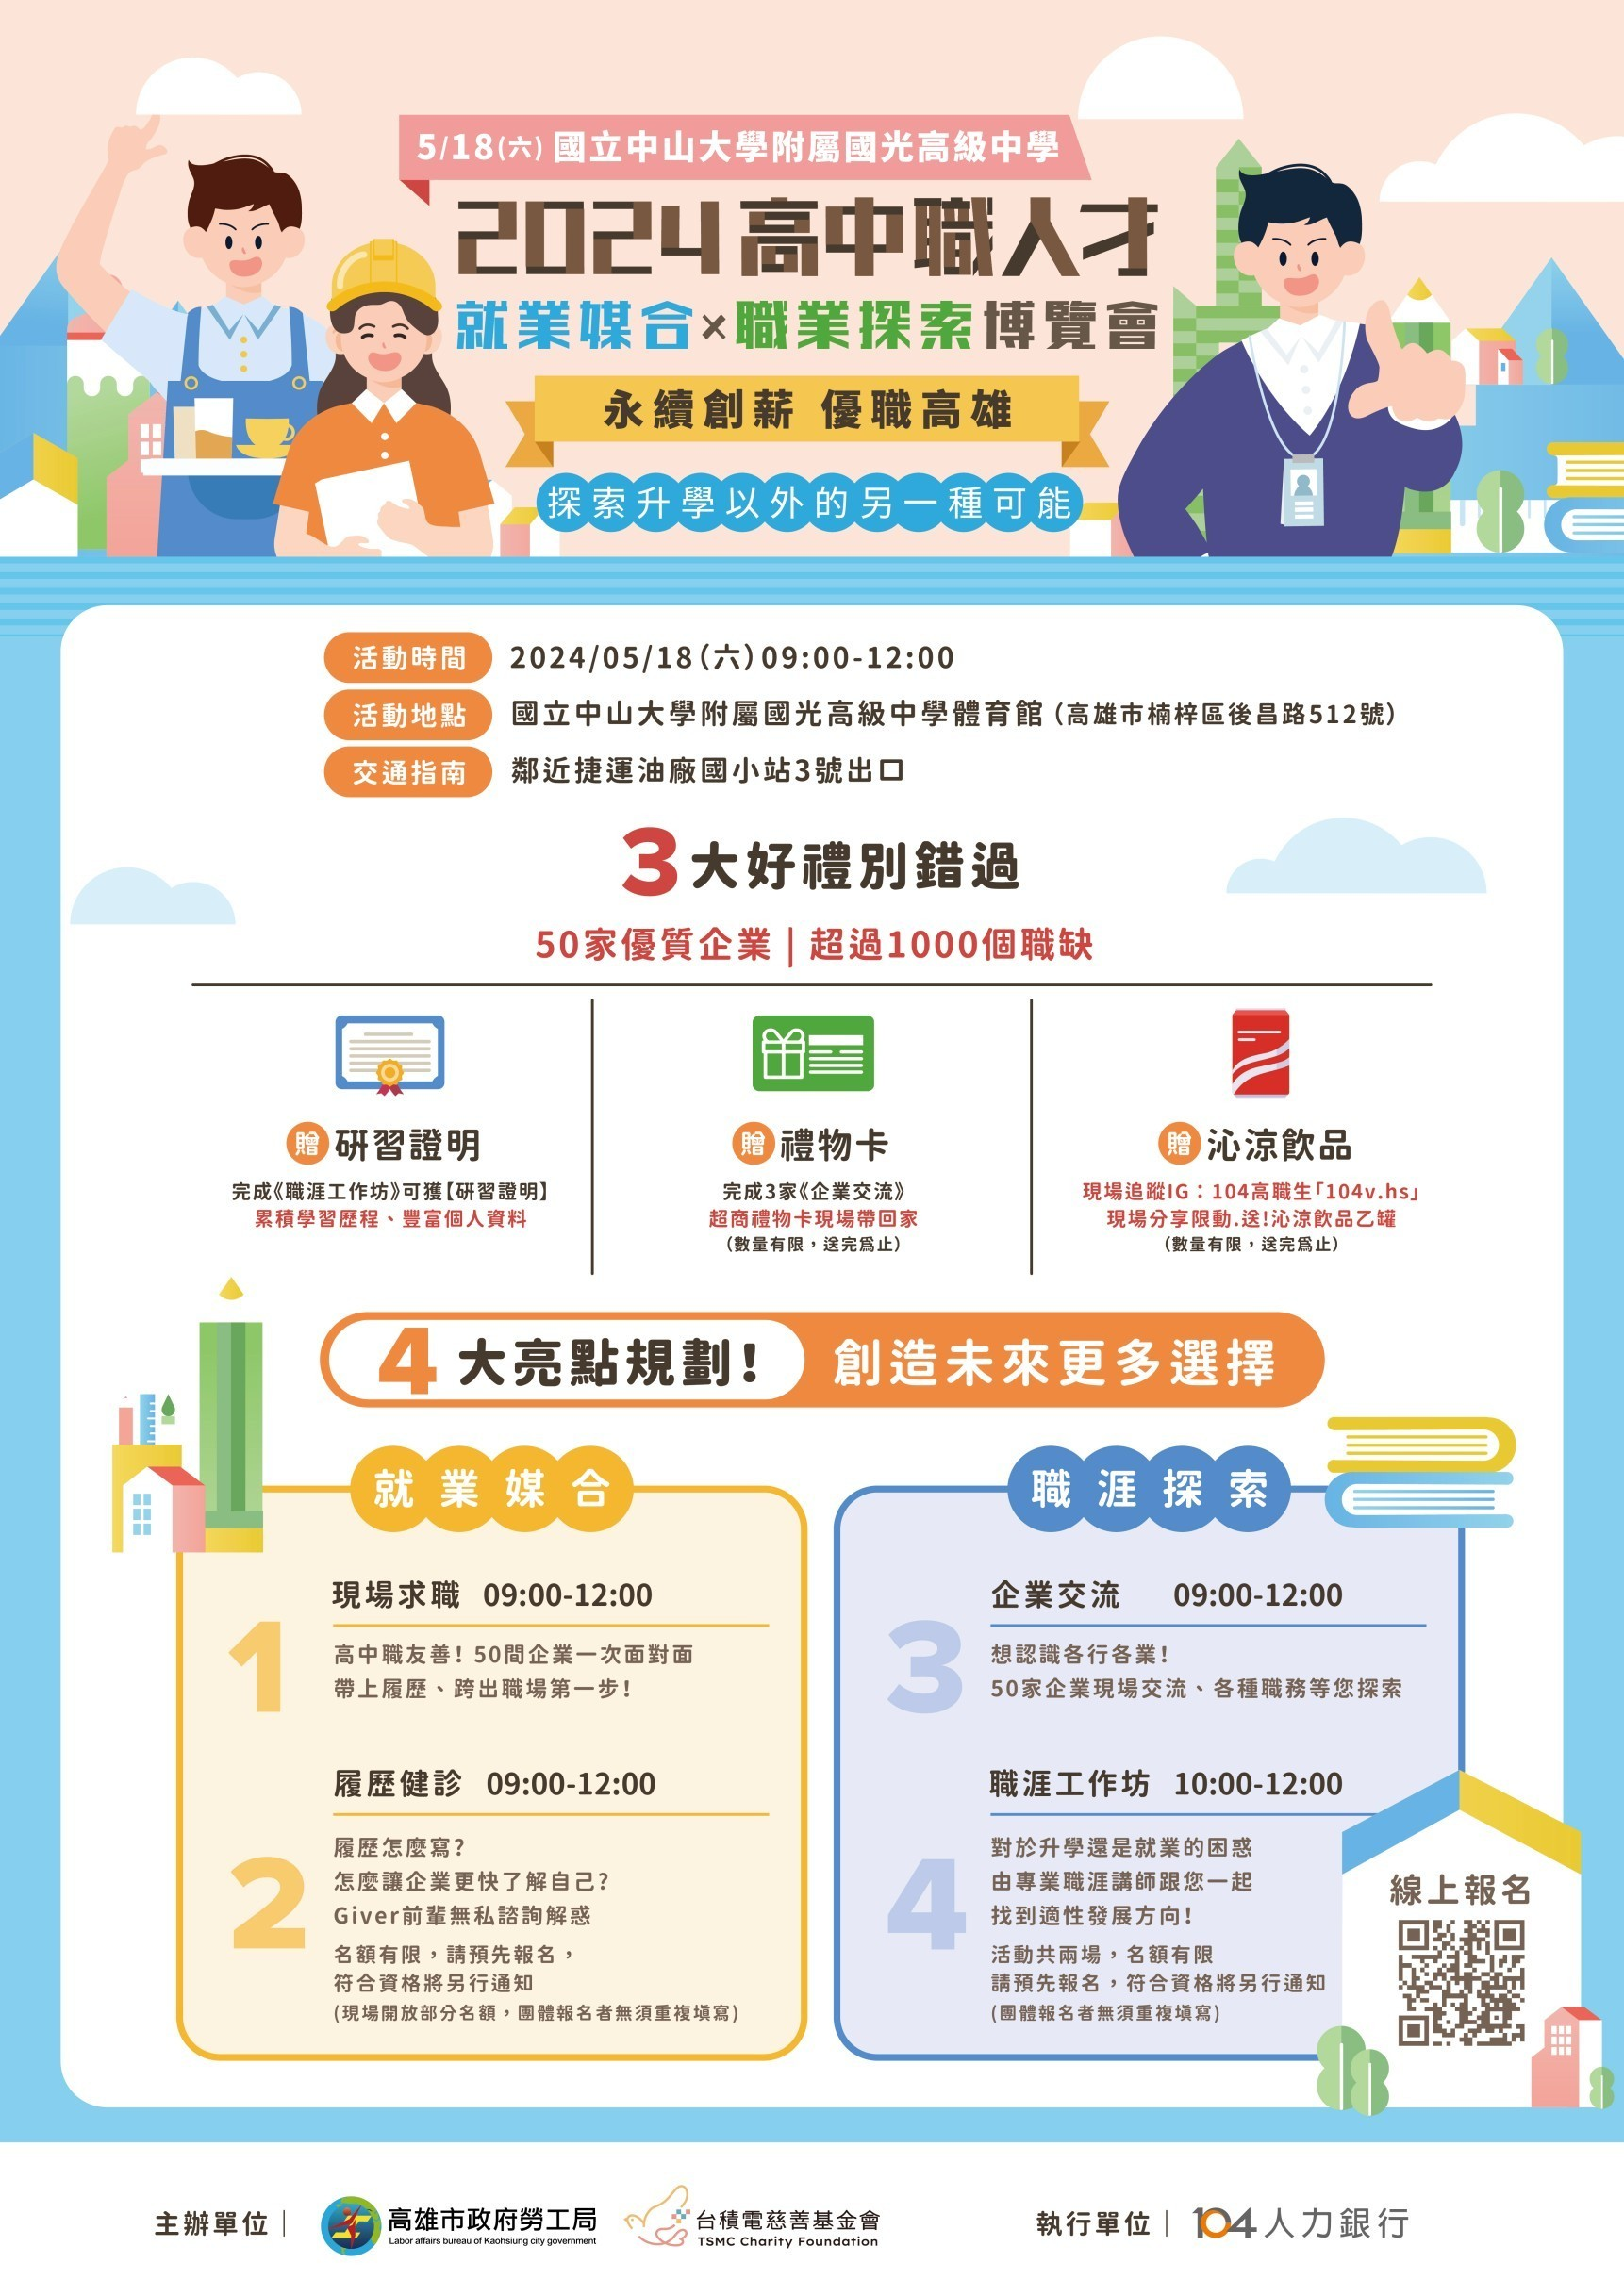 5/18(六) 國立中山大學附屬國光高級中學
2024 高中職人才
就業媒合×職業探索博覽會
永續創薪 優職高雄
探索升學以外的另一種可能
活動時間 2024/05/18(六)09:00-12:00
活動地點 國立中山大學附屬國光高級中學體育館(高雄市楠梓區後昌路512號)
交通指南 鄰近捷運油廠國小站3號出口
3大好禮別錯過
50家優質企業|超過1000個職缺
贈 研習證明
完成《職涯工作坊》可獲【研習證明】
累積學習歷程、豐富個人資料
贈 禮物卡
完成3家《企業交流》
超商禮物卡現場帶回家
(數量有限,送完為止)
贈 沁涼飲品
現場追蹤IG:104高職生「104v.hs」
現場分享限動.送!沁涼飲品乙罐
(數量有限,送完為止)
4大亮點規劃! 創造未來更多選擇
就業媒合
1
現場求職 09:00-12:00
高中職友善!50間企業一次面對面
帶上履歷、跨出職場第一步!
2
履歷健診 09:00-12:00
履歷怎麼寫?
怎麼讓企業更快了解自己?
Giver前輩無私諮詢解惑
名額有限,請預先報名,
符合資格將另行通知
(現場開放部分名額,團體報名者無須重複填寫)
職涯探索
3
企業交流 09:00-12:00
想認識各行各業!
50家企業現場交流、各種職務等您探索
4
職涯工作坊 10:00-12:00
對於升學還是就業的困惑
由專業職涯講師跟您一起
找到適性發展方向!
活動共兩場,名額有限
請預先報名,符合資格將另行通知
(團體報名者無須重複填寫)
線上報名
主辦單位|
高雄市政府勞工局
Labor affairs bureau of Kaohsiung city government
台積電慈善基金會
TSMC Charity Foundation
執行單位|
104人力銀行